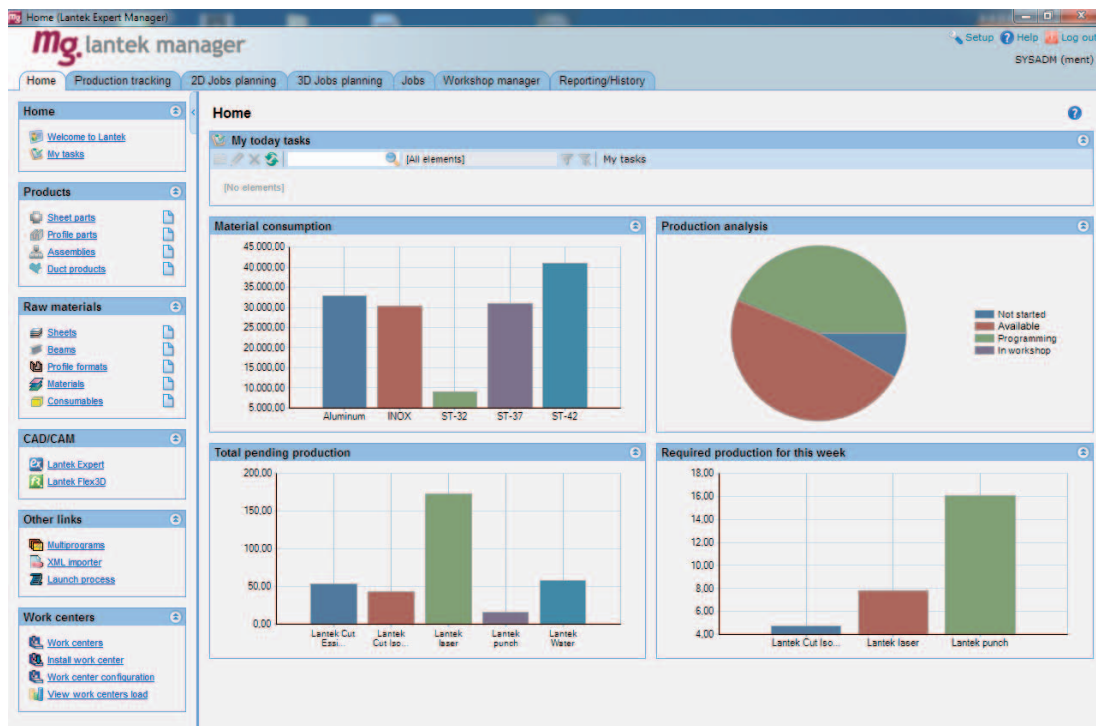 Home (Lantek Expert Manager)
Mg. lantek manager
Setup Help Log out
SYSADM (ment)
Home Production tracking 2D Jobs planning 3D Jobs planning Jobs Workshop manager Reporting/History
Home
Welcome to Lantek
My tasks
Products
Sheet parts
Profile parts
Assemblies
Duct products
Raw materials
Sheets
Beams
Profile formats
Materials
Consumables
CAD/CAM
Lantek Expert
Lantek Flex3D
Other links
Multiprograms
XML importer
Launch process
Work centers
Work centers
Install work center
Work center configuration
View work centers load
Home
My today tasks
[All elements] My tasks
[No elements]
Material consumption
45.000.00
40.000.00
35.000.00
30.000.00
25.000.00
20.000.00
15.000.00
10.000.00
5.000.00
Aluminum INOX ST-32 ST-37 ST-42
Production analysis
Not started
Available
Programming
In workshop
Total pending production
200.00
150.00
100.00
50.00
0.00
Lantek Cut Lantek Lantek Lantek Lantek
Essi... Cut Iso... laser punch Water
Required production for this week
18,00
16,00
14,00
12,00
10,00
8,00
6,00
4,00
Lantek Cut Iso... Lantek laser Lantek punch